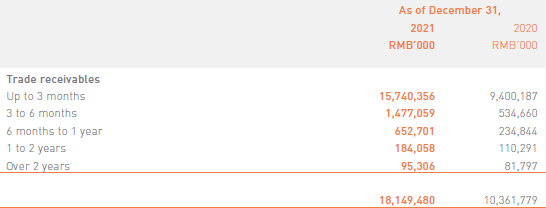 As of December 31,
2021 2020
RMB'000 RMB'000
Trade receivables
Up to 3 months 15,740,356 9,400,187
3 to 6 months 1,477,059 534,660
6 months to 1 year 652,701 234,844
1 to 2 years 184,058 110,291
Over 2 years 95,306 81,797
18,149,480 10,361,779